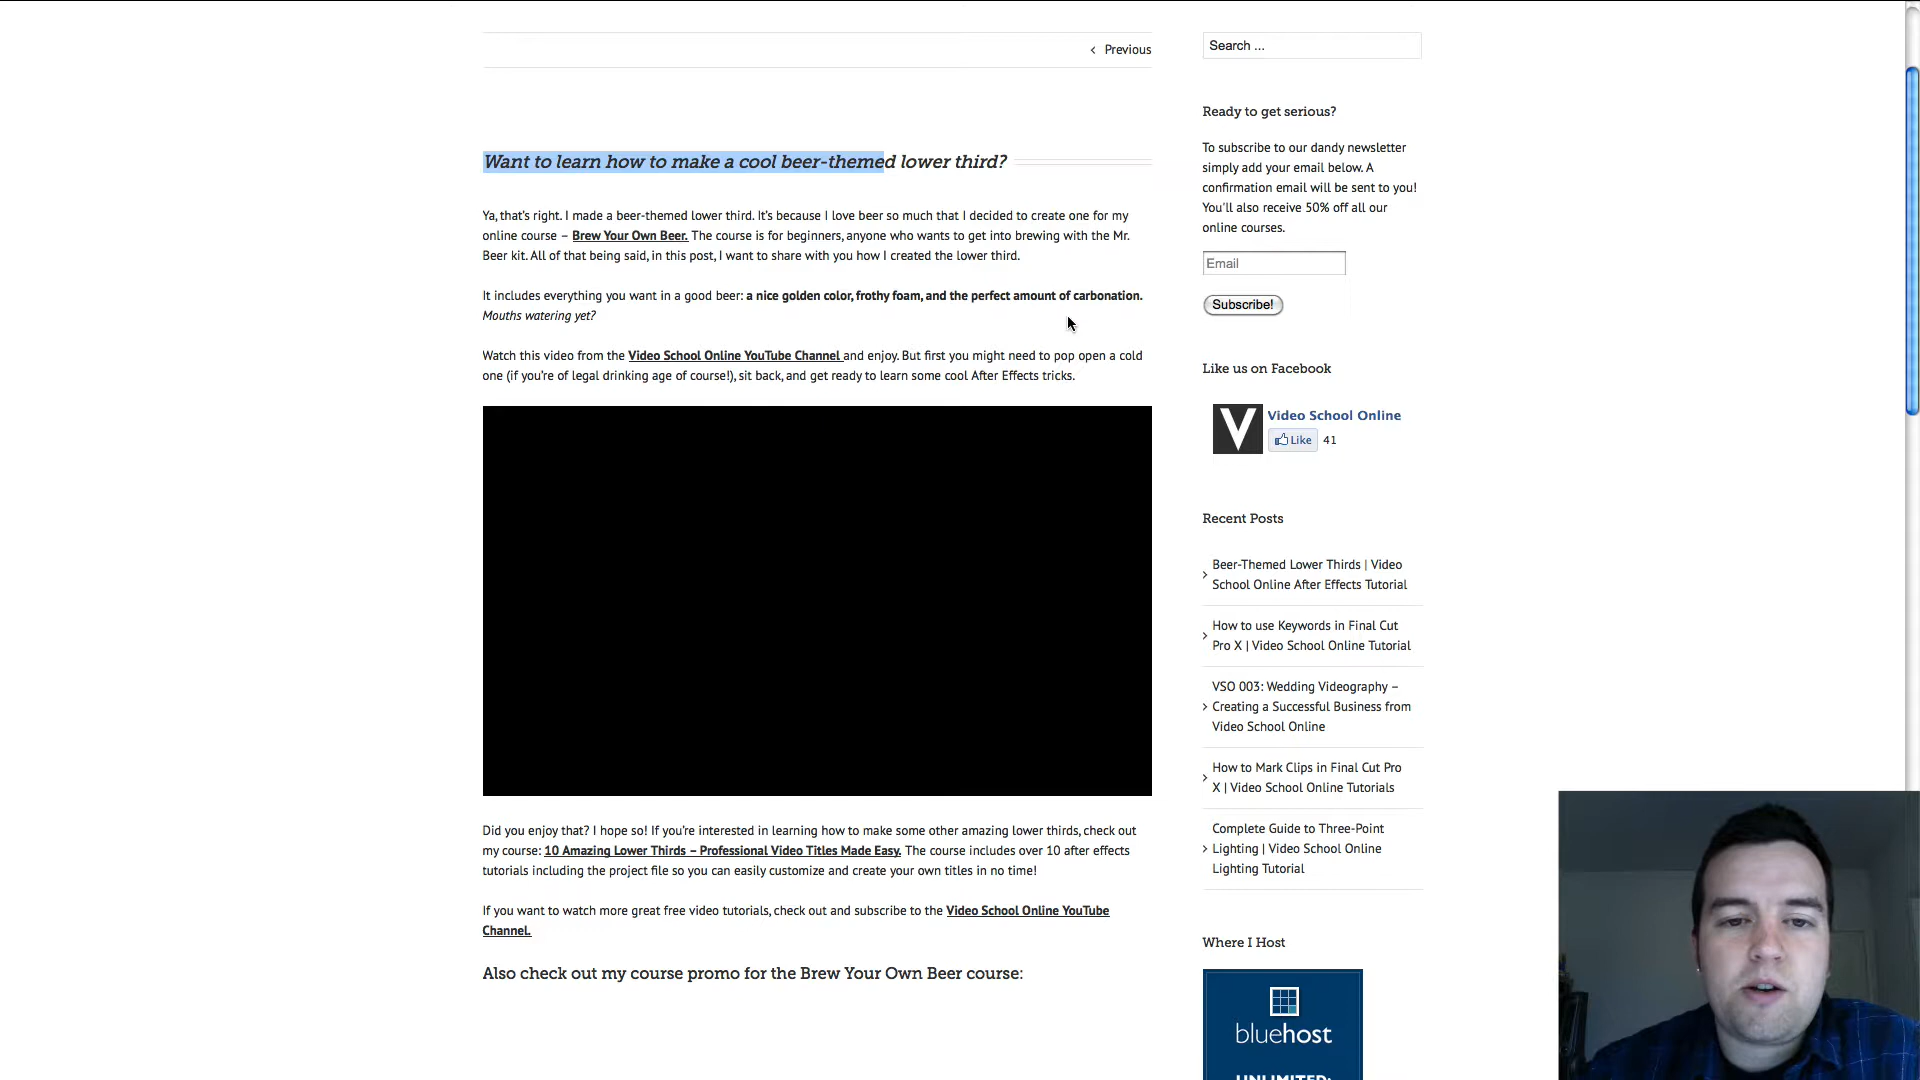 Previous
Want to learn how to make a cool beer-themed lower third?
Ya, that's right. I made a beer-themed lower third. It's because I love beer so much that I decided to create one for my
online course – Brew Your Own Beer. The course is for beginners, anyone who wants to get into brewing with the Mr.
Beer kit. All of that being said, in this post, I want to share with you how I created the lower third.
It includes everything you want in a good beer: a nice golden color, frothy foam, and the perfect amount of carbonation.
Mouths watering yet?
Watch this video from the Video School Online YouTube Channel and enjoy. But first you might need to pop open a cold
one (if you're of legal drinking age of course!), sit back, and get ready to learn some cool After Effects tricks.
Did you enjoy that? I hope so! If you're interested in learning how to make some other amazing lower thirds, check out
my course: 10 Amazing Lower Thirds – Professional Video Titles Made Easy. The course includes over 10 after effects
tutorials including the project file so you can easily customize and create your own titles in no time!
If you want to watch more great free video tutorials, check out and subscribe to the Video School Online YouTube
Channel.
Also check out my course promo for the Brew Your Own Beer course:
Search ...
Ready to get serious?
To subscribe to our dandy newsletter
simply add your email below. A
confirmation email will be sent to you!
You'll also receive 50% off all our
online courses.
Email
Subscribe!
Like us on Facebook
V
Video School Online
Like 41
Recent Posts
Beer-Themed Lower Thirds | Video
School Online After Effects Tutorial
How to use Keywords in Final Cut
Pro X | Video School Online Tutorial
VSO 003: Wedding Videography –
Creating a Successful Business from
Video School Online
How to Mark Clips in Final Cut Pro
X | Video School Online Tutorials
Complete Guide to Three-Point
Lighting | Video School Online
Lighting Tutorial
Where I Host
bluehost
UNLIMITED: